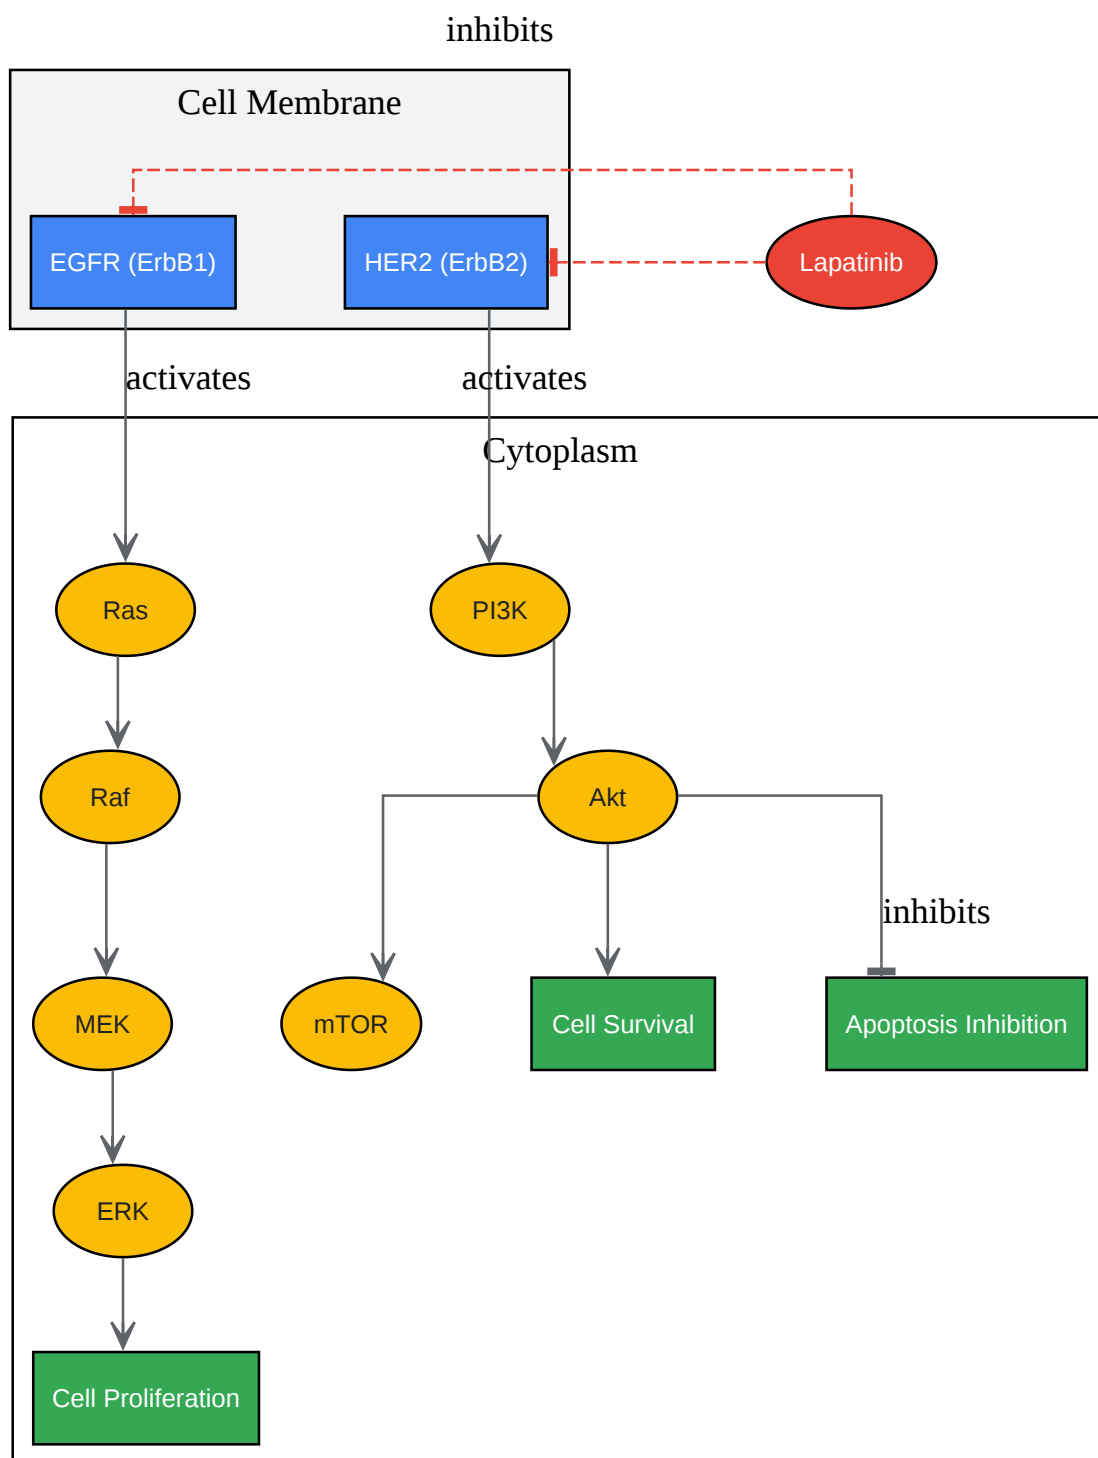 inhibits
Cell Membrane
EGFR (ErbB1)
HER2 (ErbB2)
Lapatinib
activates
activates
Cytoplasm
Ras
PI3K
Raf
Akt
inhibits
MEK
mTOR
Cell Survival
Apoptosis Inhibition
ERK
Cell Proliferation